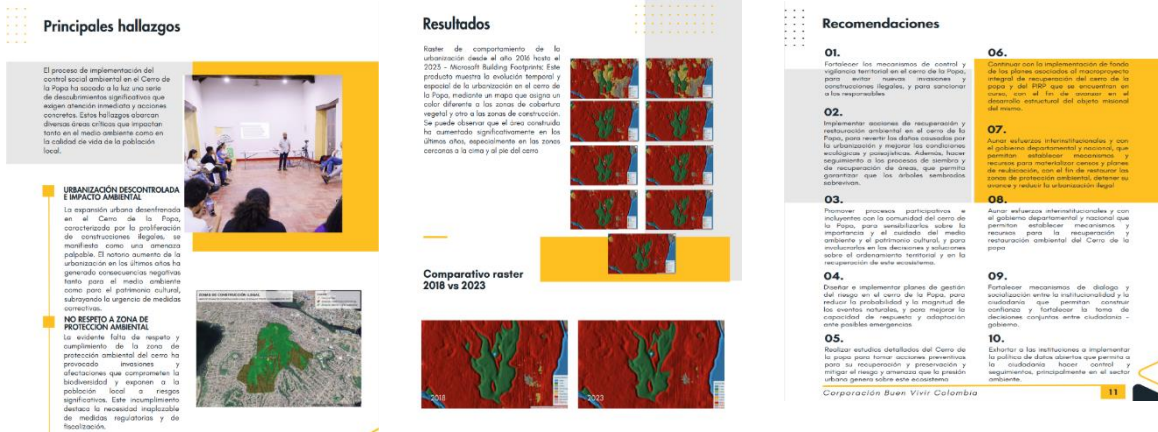 Principales hallazgos
El proceso de implementación del
control social ambiental en el Cerro de
la Popa ha sacado a la luz una serie
de descubrimientos significativos que
exigen atención inmediata y acciones
concretas. Estos hallazgos abarcan
diversas áreas críticas que impactan
tanto en el medio ambiente como en
la calidad de vida de la población
local.
URBANIZACIÓN DESCONTROLADA
E IMPACTO AMBIENTAL
La expansión urbana desenfrenada
en el Cerro de la Popa,
caracterizada por la proliferación
de construcciones ilegales, se
manifiesta como una amenaza
palpable. El notorio aumento de la
urbanización en los últimos años ha
generado consecuencias negativas
tanto para el medio ambiente
como para el patrimonio cultural,
subrayando la urgencia de medidas
correctivas.
NO RESPETO A ZONA DE
PROTECCIÓN AMBIENTAL
La evidente falta de respeto y
cumplimiento de la zona de
protección ambiental del cerro ha
provocado invasiones y
afectaciones que comprometen la
biodiversidad y exponen a la
población local a riesgos
significativos. Este incumplimiento
destaca la necesidad inaplazable
de medidas regulatorias y de
fiscalización.
Resultados
Raster de comportamiento de la
urbanización desde el año 2016 hasta el
2023 - Microsoft Building Footprints: Este
producto muestra la evolución temporal y
espacial de la urbanización en el cerro de
la Popa, mediante un mapa que asigna un
color diferente a las zonas de cobertura
vegetal y otro a las zonas de construcción.
Se puede observar que el área construida
ha aumentado significativamente en los
últimos años, especialmente en las zonas
cercanas a la cima y al pie del cerro
Comparativo raster
2018 vs 2023
2018
2023
Recomendaciones
01.
Fortalecer los mecanismos de control y
vigilancia territorial en el cerro de la Popa,
para evitar nuevas invasiones y
construcciones ilegales, y para sancionar
a los responsables
02.
Implementar acciones de recuperación y
restauración ambiental en el cerro de la
Popa, para revertir los daños causados por
la urbanización y mejorar las condiciones
ecológicas y paisajísticas. Además, hacer
seguimiento a los procesos de siembra y
de recuperación de áreas, que permita
garantizar que los árboles sembrados
sobrevivan.
03.
Promover procesos participativos e
incluyentes con la comunidad del cerro de
la Popa, para sensibilizarlos sobre la
importancia y el cuidado del medio
ambiente y el patrimonio cultural, y para
involucrarlos en las decisiones y soluciones
sobre el ordenamiento territorial y en la
recuperación de este ecosistema.
04.
Diseñar e implementar planes de gestión
del riesgo en el cerro de la Popa, para
reducir la probabilidad y la magnitud de
los eventos naturales, y para mejorar la
capacidad de respuesta y adaptación
ante posibles emergencias
05.
Realizar estudios detallados del Cerro de
la popa para tomar acciones preventivas
para su recuperación y preservación y
mitigar el riesgo y amenaza que la presión
urbana genera sobre este ecosistema
06.
Continuar con la implementación de fondo
de los planes asociados al macroproyecto
integral de recuperación del cerro de la
popa y del PIRP que se encuentran en
curso, con el fin de avanzar en el
desarrollo estructural del objeto misional
del mismo.
07.
Aunar esfuerzos interinstitucionales y con
el gobierno departamental y nacional, que
permitan establecer mecanismos y
recursos para materializar censos y planes
de reubicación, con el fin de restaurar las
zonas de protección ambiental, detener su
avance y reducir la urbanización ilegal
08.
Aunar esfuerzos interinstitucionales y con
el gobierno departamental y nacional que
permitan establecer mecanismos y
recursos para la recuperación y
restauración ambiental del Cerro de la
popa
09.
Fortalecer mecanismos de dialogo y
socialización entre la institucionalidad y la
ciudadanía que permitan construir
confianza y fortalecer la toma de
decisiones conjuntas entre ciudadanía -
gobierno.
10.
Exhortar a las instituciones a implementar
la política de datos abiertos que permita a
la ciudadanía hacer control y
seguimientos, principalmente en el sector
ambiente.
Corporación Buen Vivir Colombia
11